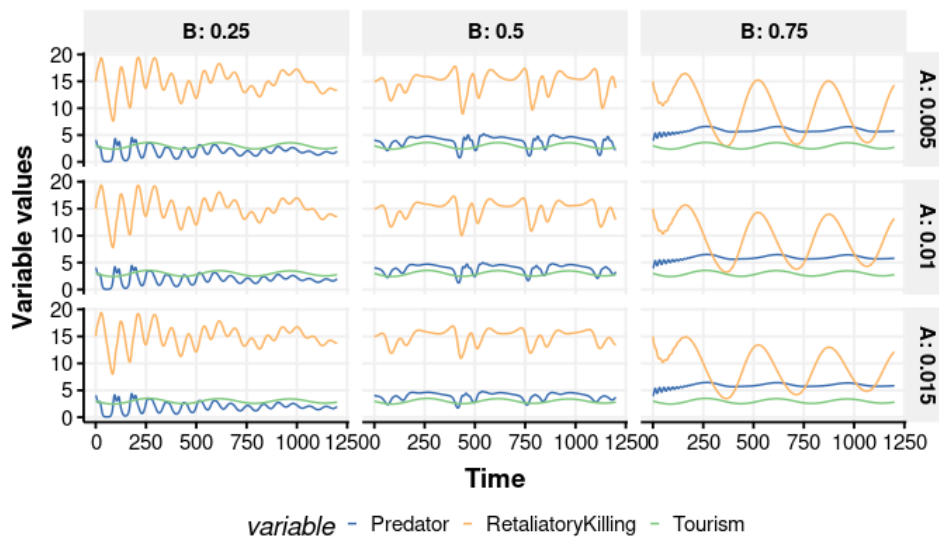 B: 0.25
B: 0.5
B: 0.75
20
15
10
5
0
A: 0.005
20
15
10
5
0
A: 0.01
20
15
10
5
0
A: 0.015
Variable values
0 250 500 750 1000 1250
0 250 500 750 1000 1250
0 250 500 750 1000 1250
Time
variable Predator RetaliatoryKilling Tourism